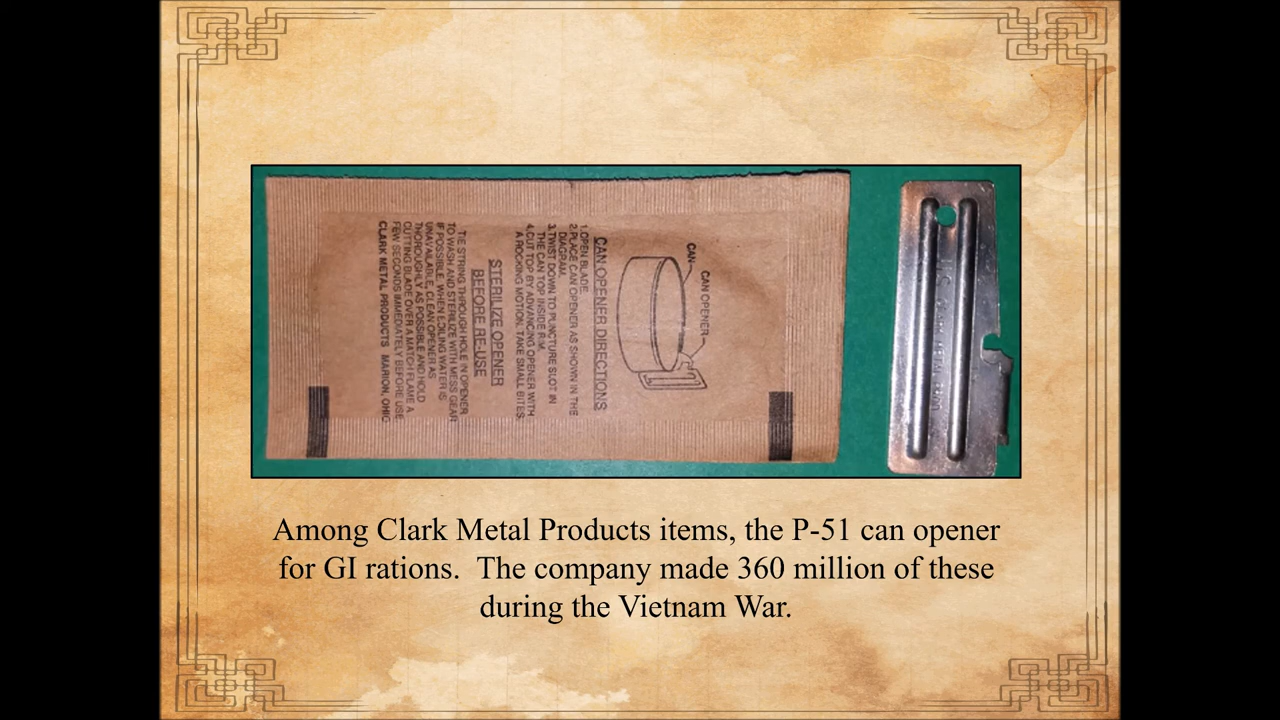 CAN
CAN OPENER
CAN OPENER DIRECTIONS
1.OPEN BLADE.
2.PLACE CAN OPENER AS SHOWN IN THE
DIAGRAM.
3.TWIST DOWN TO PUNCTURE SLOT IN
THE CAN TOP INSIDE RIM.
4.CUT TOP BY ADVANCING OPENER WITH
A ROCKING MOTION. TAKE SMALL BITES.
STERILIZE OPENER
BEFORE RE-USE
TIE STRING THROUGH HOLE IN OPENER
TO WASH AND STERILIZE WITH MESS GEAR
IF POSSIBLE. WHEN BOILING WATER IS
UNAVAILABLE, CLEAN OPENER AS
THOROUGHLY AS POSSIBLE AND HOLD
CUTTING BLADE OVER A MATCH FLAME A
FEW SECONDS IMMEDIATELY BEFORE USE.
CLARK METAL PRODUCTS MARION, OHIO
U.S.
Among Clark Metal Products items, the P-51 can opener
for GI rations. The company made 360 million of these
during the Vietnam War.